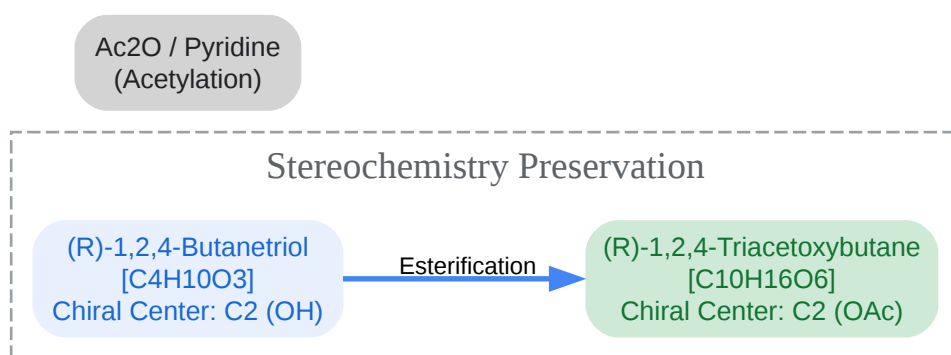 Ac2O / Pyridine
(Acetylation)
Stereochemistry Preservation
(R)-1,2,4-Butanetriol
[C4H10O3]
Chiral Center: C2 (OH)
Esterification
(R)-1,2,4-Triacetoxybutane
[C10H16O6]
Chiral Center: C2 (OAc)